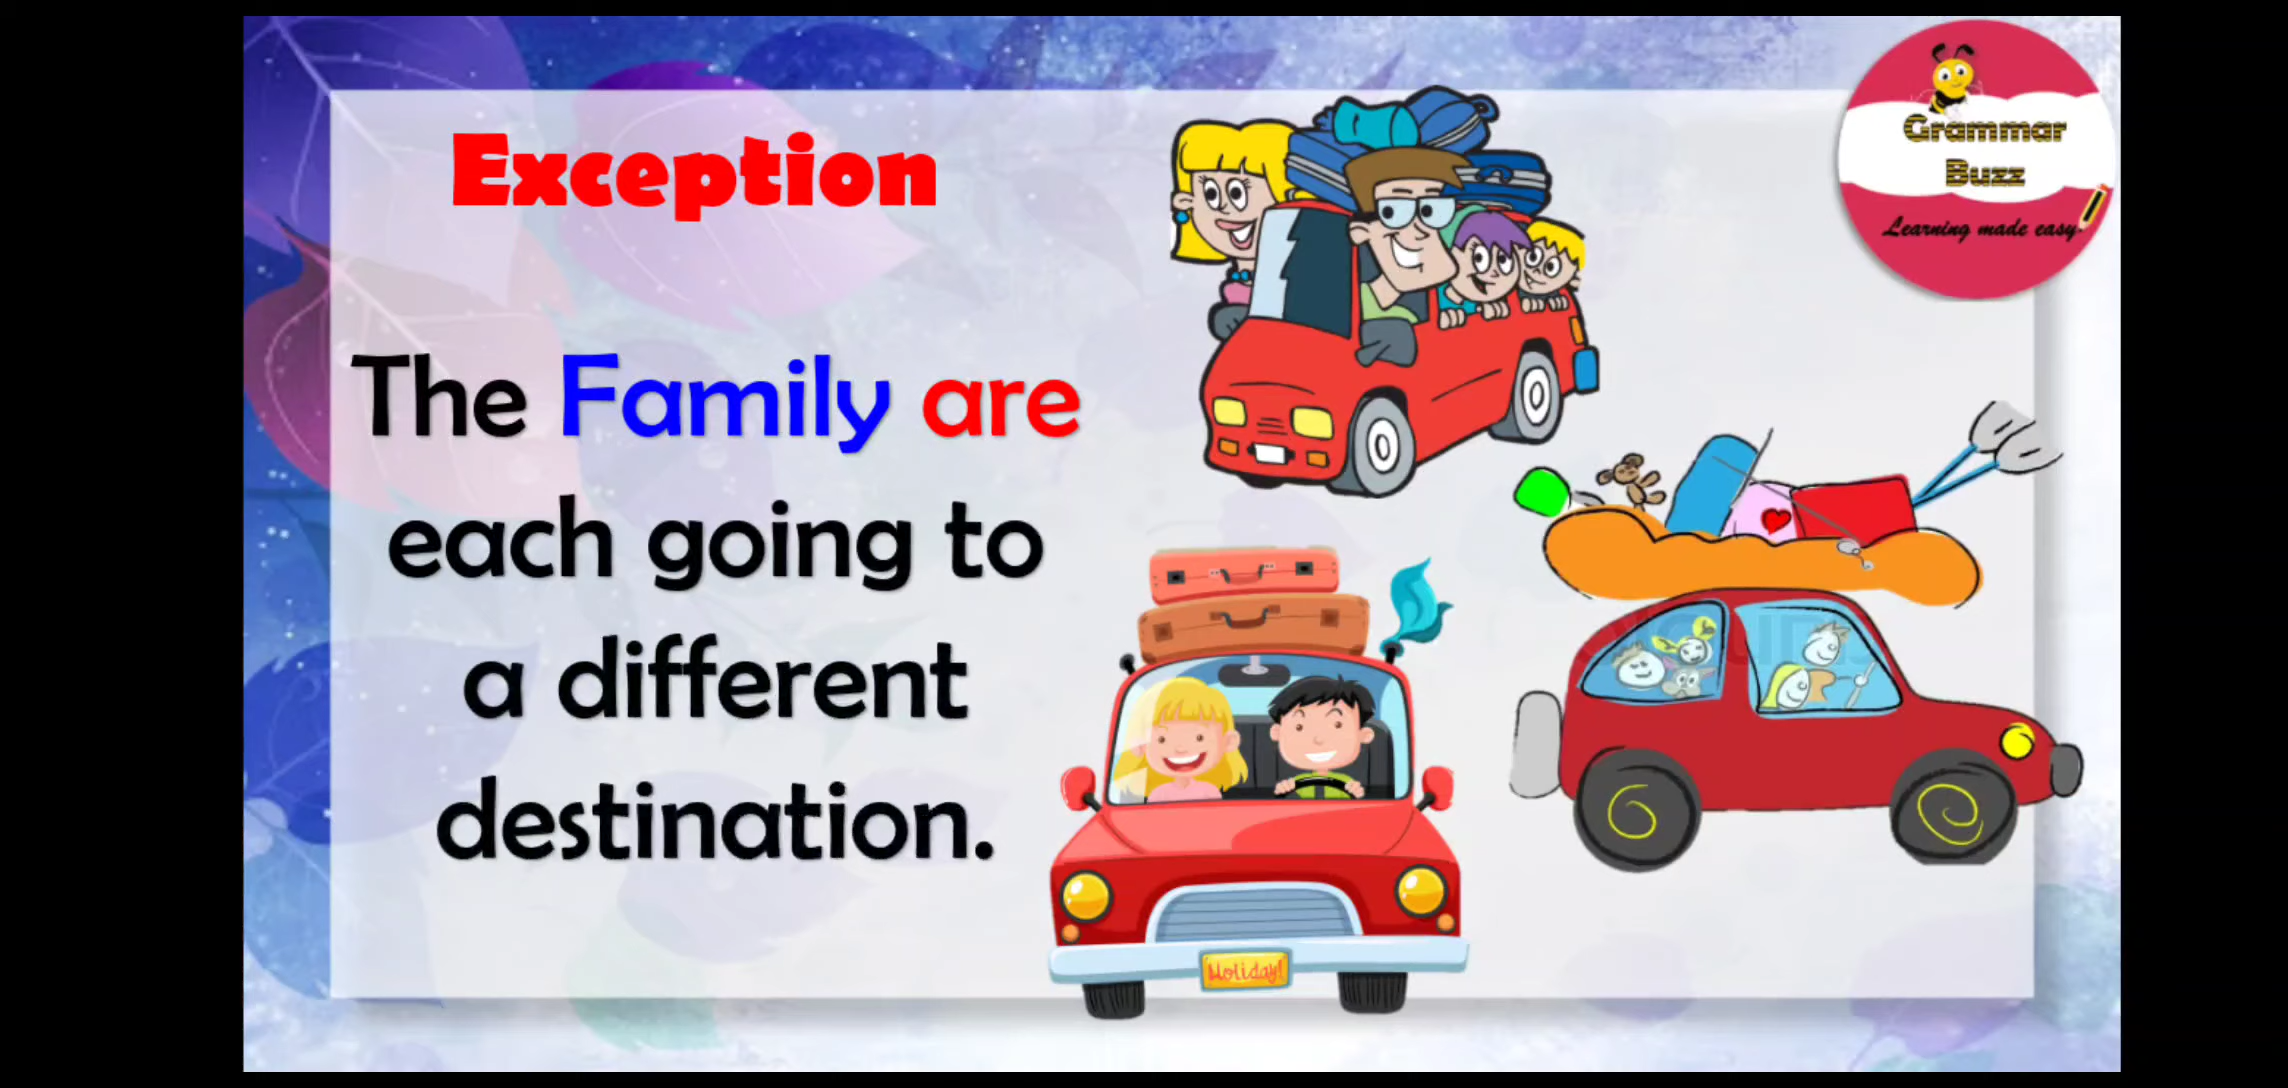 Exception
The Family are
each going to
a different
destination.
Grammar
Buzz
Learning made easy
Holiday!